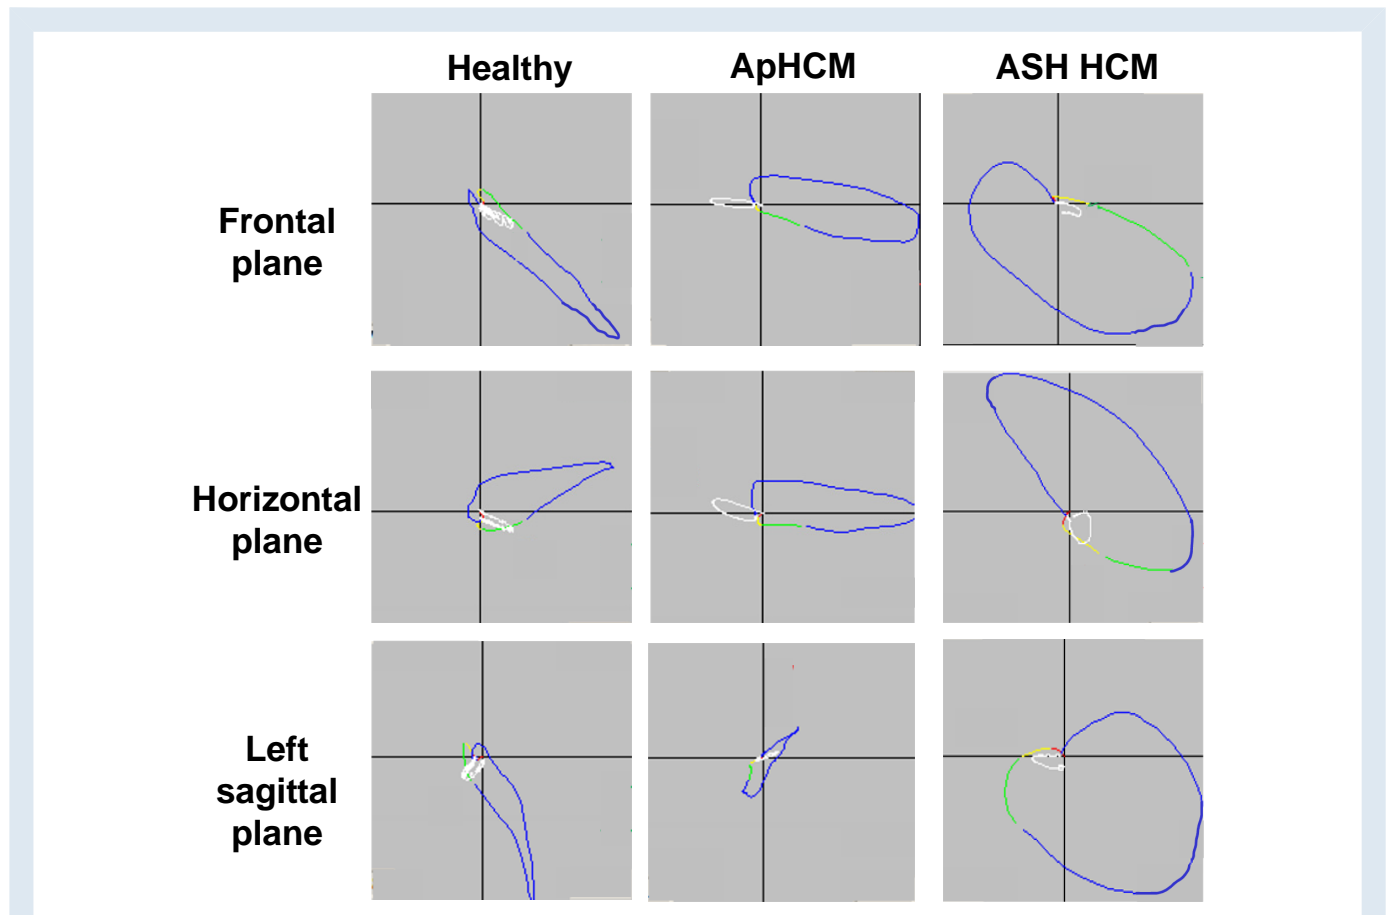 Healthy
ApHCM
ASH HCM
Frontal
plane
Horizontal
plane
Left
sagittal
plane